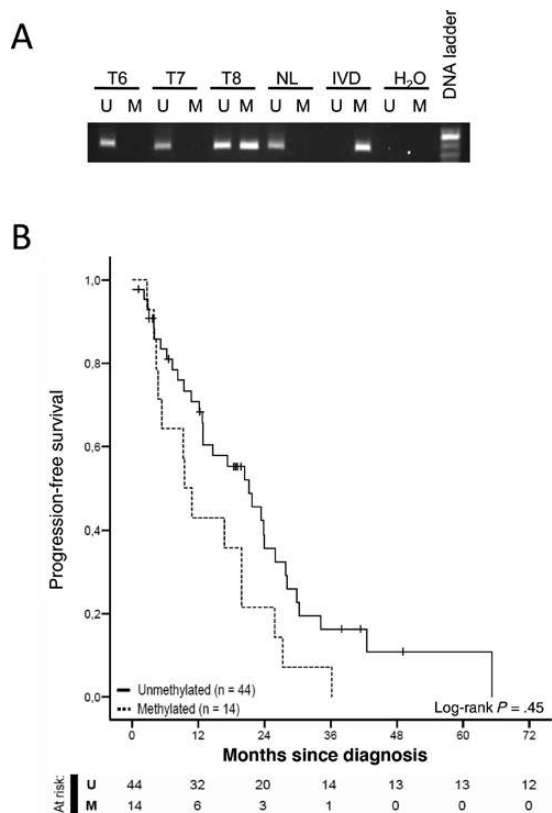 A
T6 T7 T8 NL IVD H₂O DNA ladder
U M U M U M U M U M U M
B
Progression-free survival
1,0
0,8
0,6
0,4
0,2
0,0
Unmethylated (n = 44)
Methylated (n = 14)
Log-rank P = .45
0 12 24 36 48 60 72
Months since diagnosis
At risk:
U 44 32 20 14 13 13 12
M 14 6 3 1 0 0 0